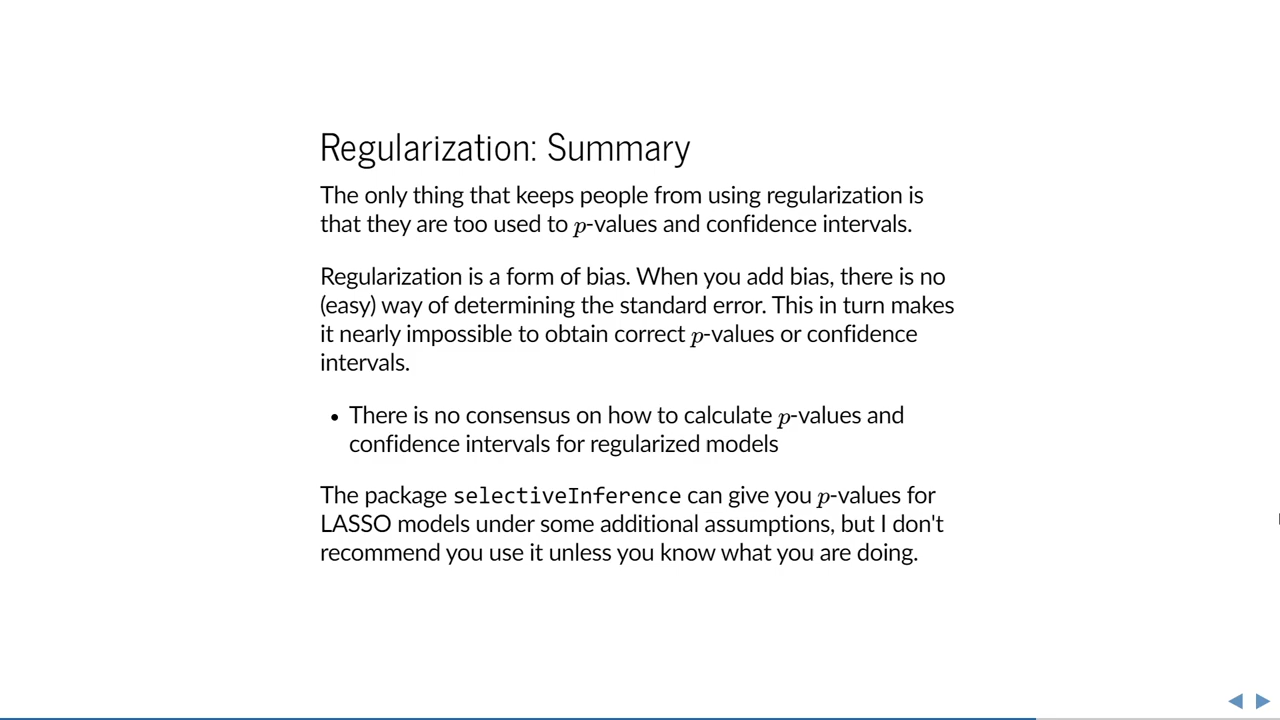 Regularization: Summary
The only thing that keeps people from using regularization is
that they are too used to p-values and confidence intervals.
Regularization is a form of bias. When you add bias, there is no
(easy) way of determining the standard error. This in turn makes
it nearly impossible to obtain correct p-values or confidence
intervals.
• There is no consensus on how to calculate p-values and
confidence intervals for regularized models
The package selectiveInference can give you p-values for
LASSO models under some additional assumptions, but I don't
recommend you use it unless you know what you are doing.